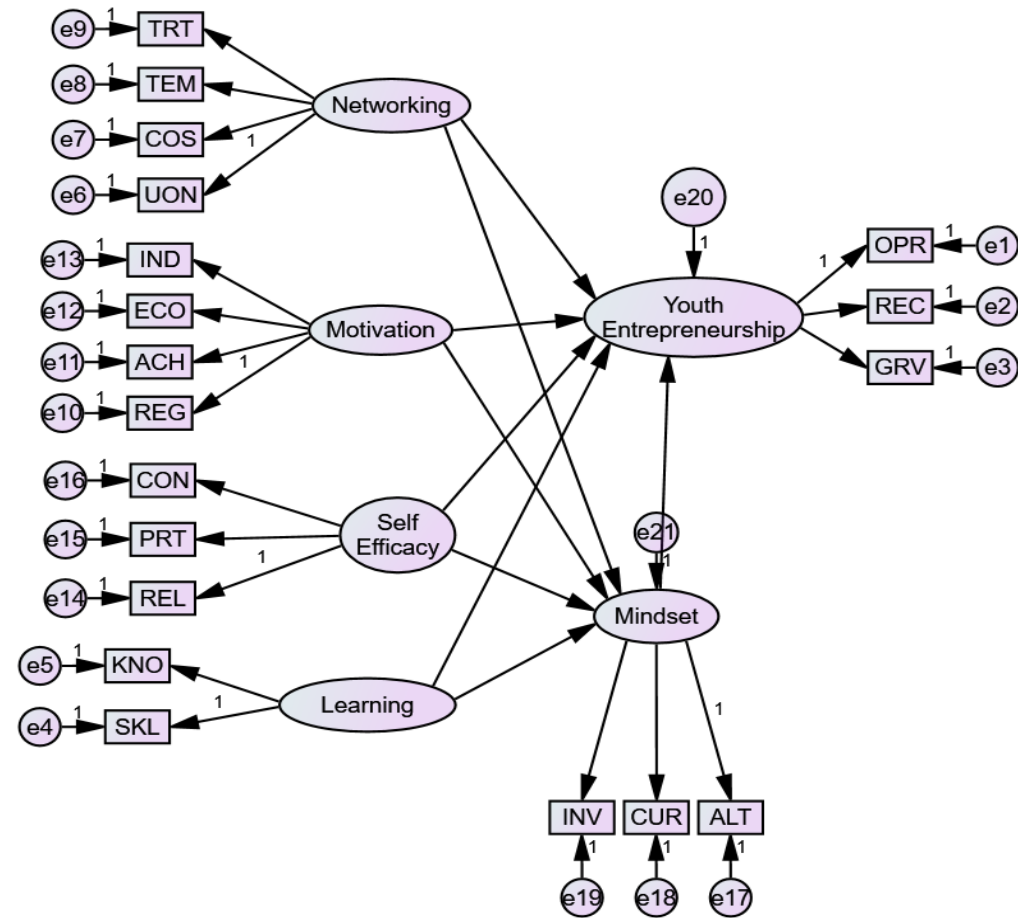 e9 1 TRT
e8 1 TEM
e7 1 COS
e6 1 UON
1
Networking
e13 1 IND
e12 1 ECO
e11 1 ACH
e10 1 REG
1
Motivation
e16 1 CON
e15 1 PRT
e14 1 REL
1
Self
Efficacy
e5 1 KNO
e4 1 SKL
1
Learning
e20
1
Youth
Entrepreneurship
1
OPR 1 e1
REC 1 e2
GRV 1 e3
e21
1
Mindset
1
INV CUR ALT
1 1 1
e19 e18 e17